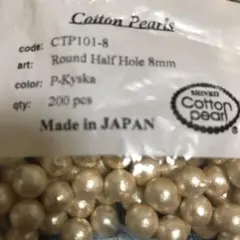 Cotton Pearls
code: CTP101-8
art: Round Half Hole 8mm
color: P-Kyska
qty: 200 pcs
Made in JAPAN
SHINKO
Cotton
pearl